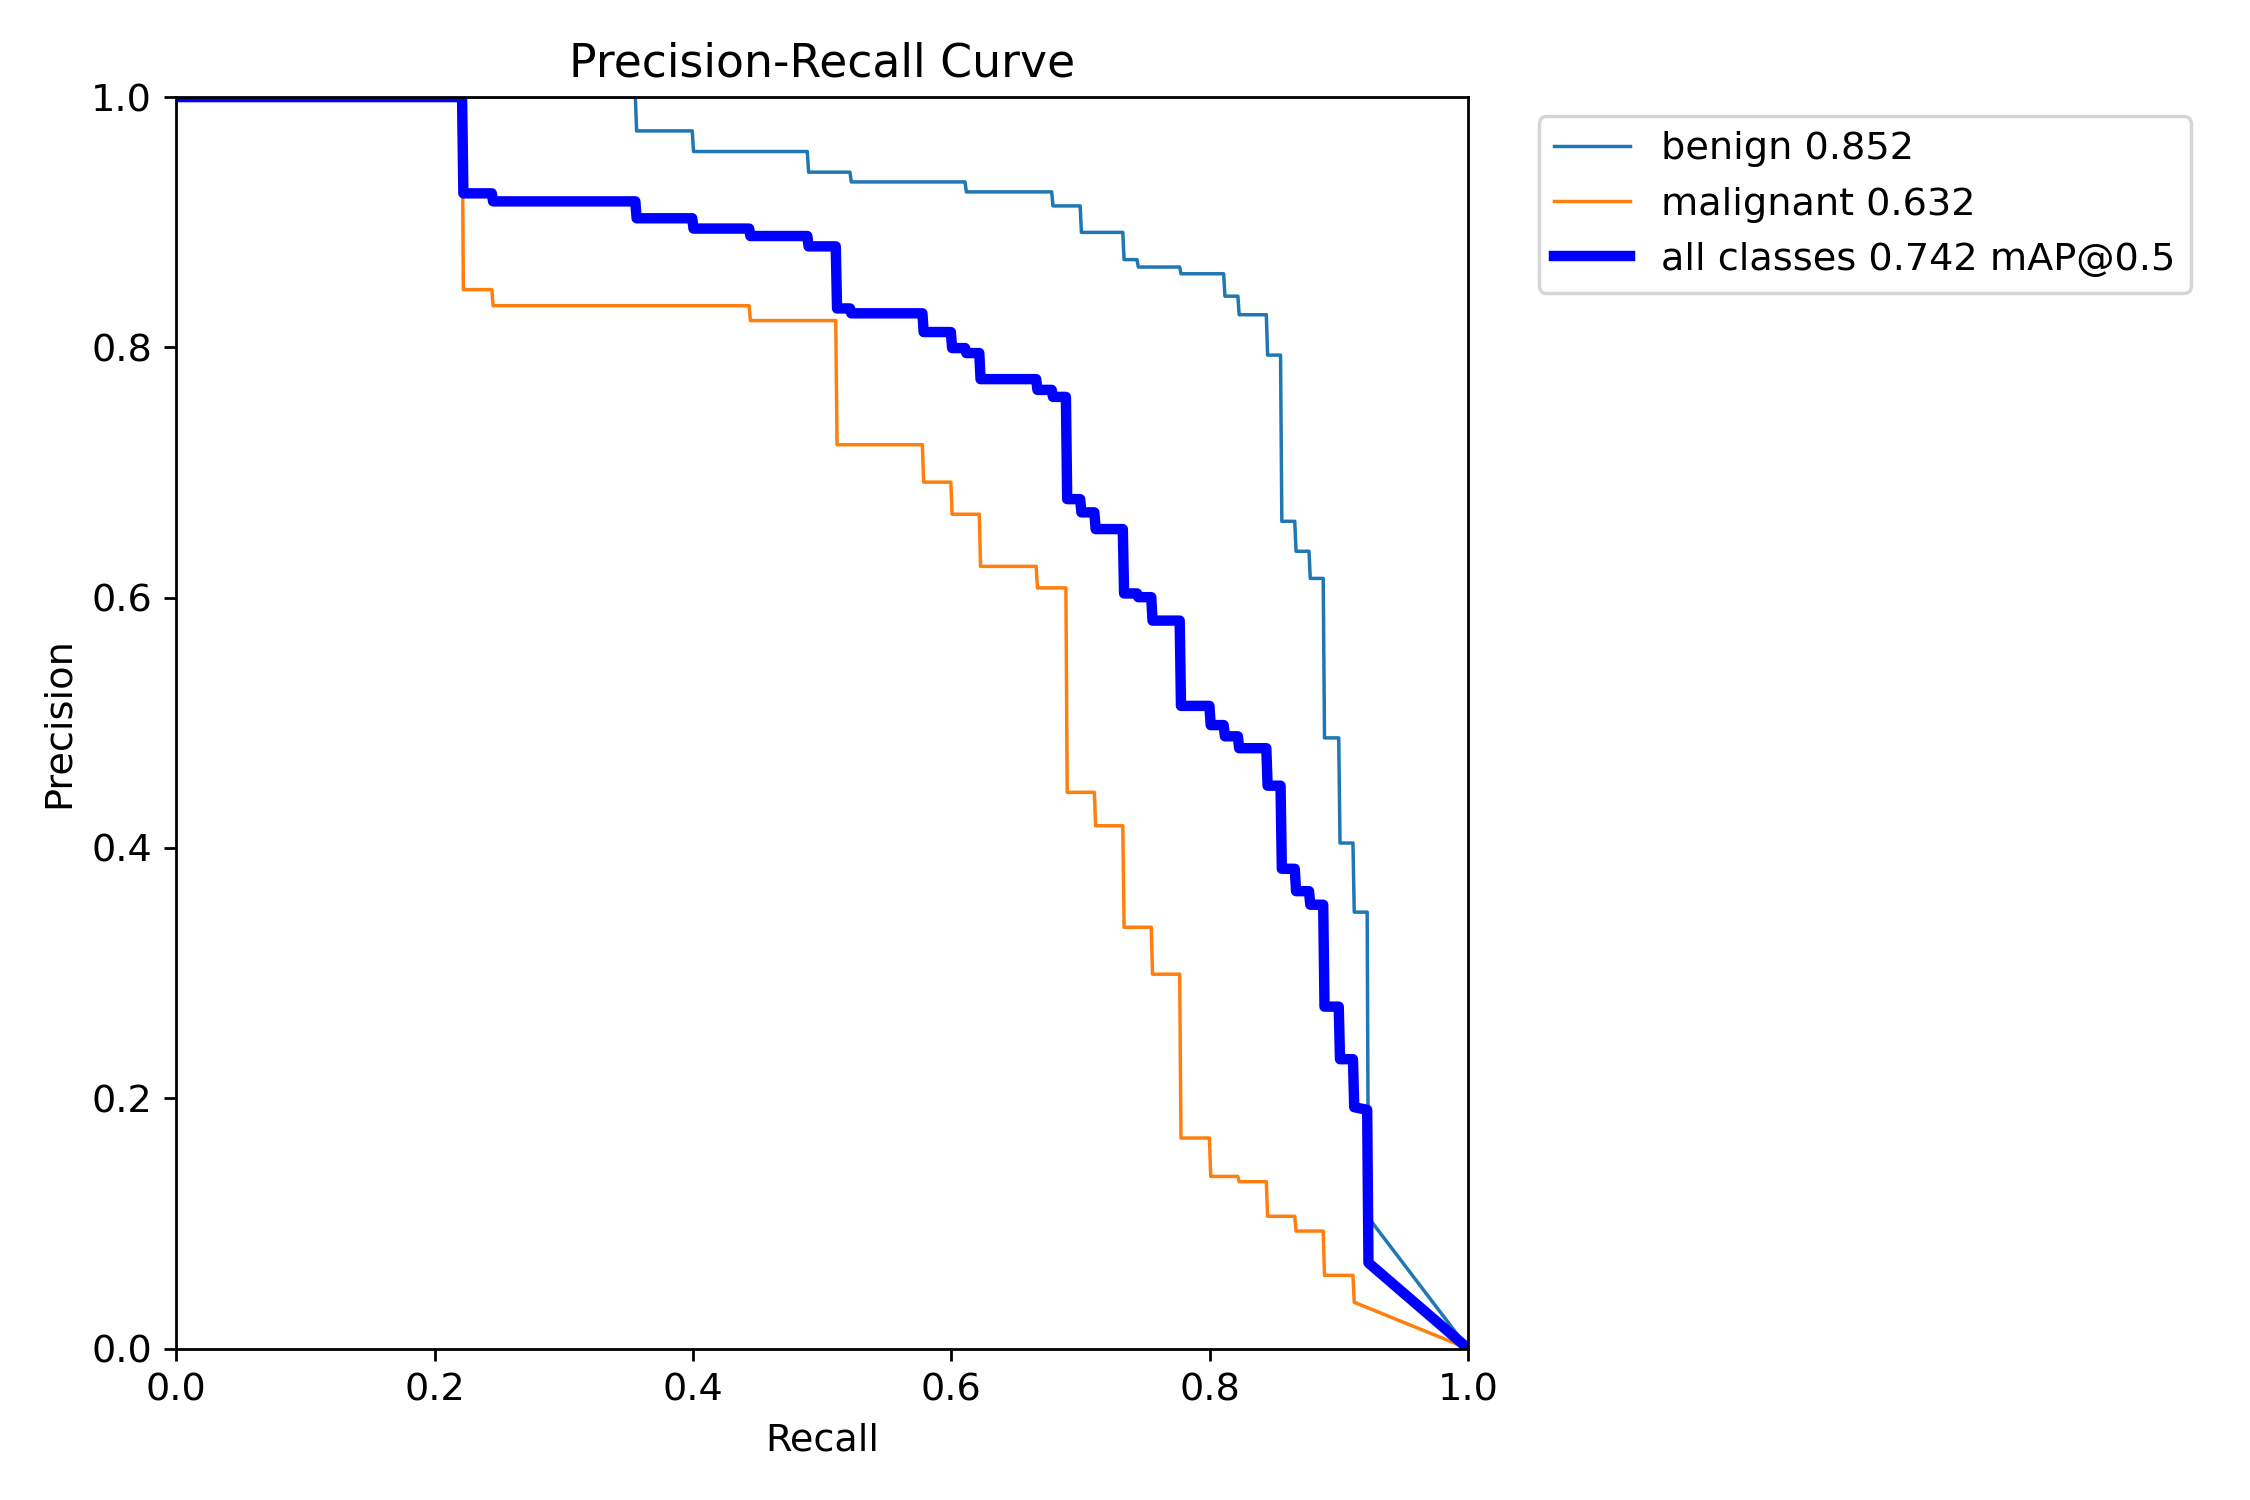 Precision-Recall Curve
benign 0.852
malignant 0.632
all classes 0.742 mAP@0.5
Precision
1.0
0.8
0.6
0.4
0.2
0.0
0.0 0.2 0.4 0.6 0.8 1.0
Recall